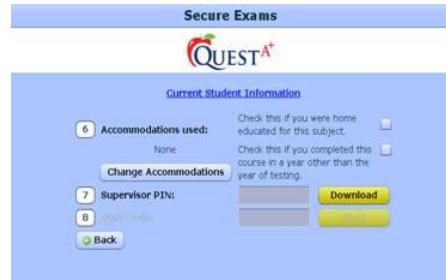 Secure Exams
QUEST A+
Current Student Information
6 Accommodations used:
Check this if you were home
educated for this subject.
None
Check this if you completed this
course in a year other than the
year of testing.
Change Accommodations
7 Supervisor PIN:
Download
8 Start Code:
Start
Back